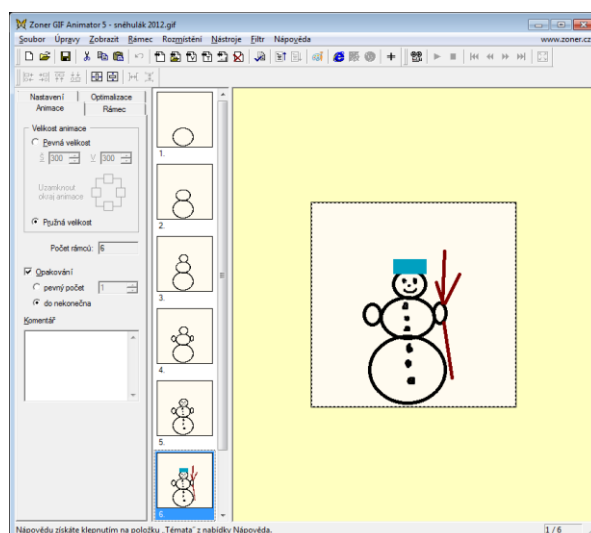 Zoner GIF Animator 5 - sněhulák 2012.gif
Soubor Úpravy Zobrazit Rámec Rozmístění Nástroje Filtr Nápověda www.zoner.cz
Nastavení Optimalizace
Animace Rámec
Velikost animace
Pevná velikost
Š 300 V 300
Uzamknout
okraj animace
Pružná velikost
Počet rámců: 6
Opakování
pevný počet 1
do nekonečna
Komentář
1.
2.
3.
4.
5.
6.
Nápovědu získáte klepnutím na položku „Témata" z nabídky Nápověda. 1 / 6